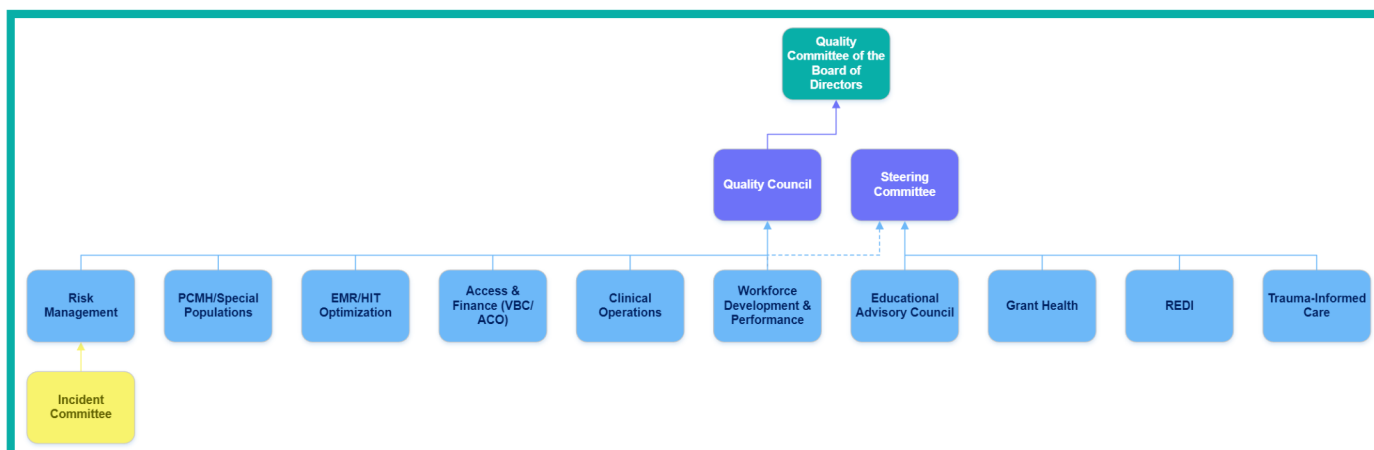 Quality
Committee of the
Board of
Directors
Quality Council
Steering
Committee
Risk
Management
PCMH/Special
Populations
EMR/HIT
Optimization
Access &
Finance (VBC/
ACO)
Clinical
Operations
Workforce
Development &
Performance
Educational
Advisory Council
Grant Health
REDI
Trauma-Informed
Care
Incident
Committee